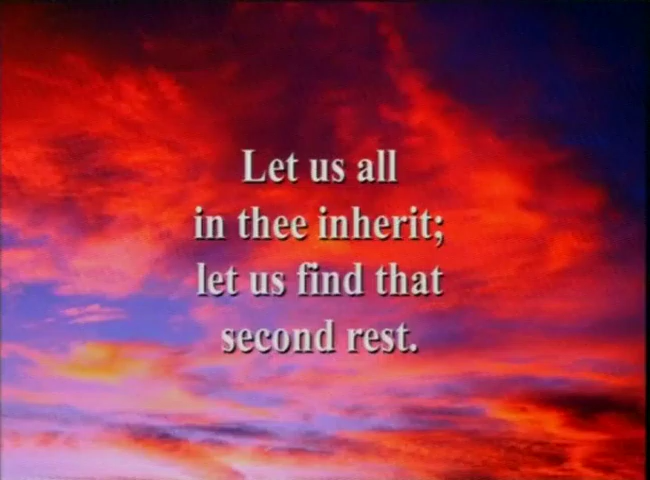 Let us all
in thee inherit;
let us find that
second rest.